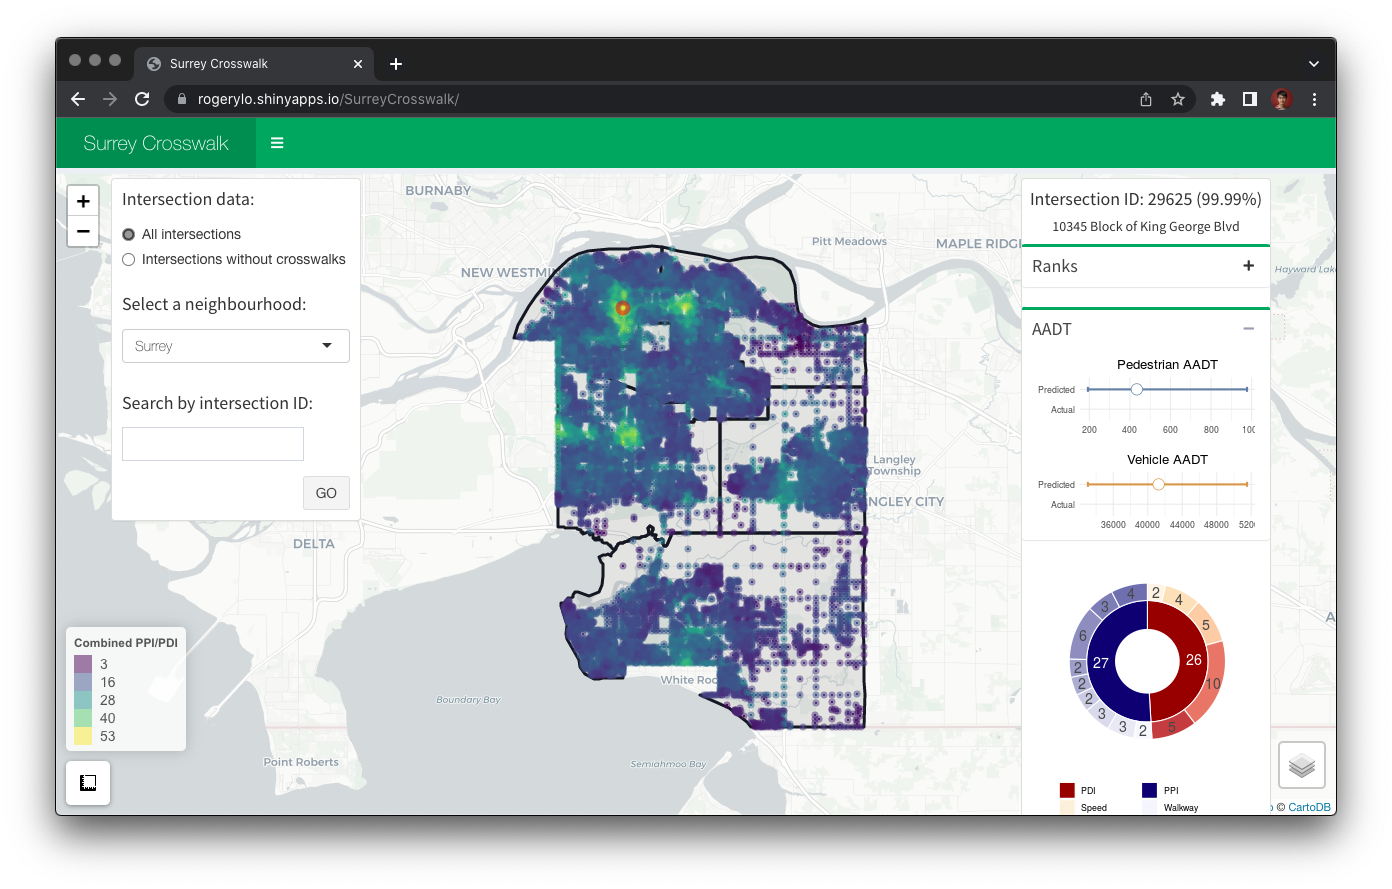 Surrey Crosswalk
rogerylo.shinyapps.io/SurreyCrosswalk/
Surrey Crosswalk
+
−
Intersection data:
All intersections
Intersections without crosswalks
Select a neighbourhood:
Surrey
Search by intersection ID:
GO
BURNABY
NEW WESTMIN
Pitt Meadows
MAPLE RIDG
Hayward Lake
Langley
Township
NGLEY CITY
DELTA
White Roc
Boundary Bay
Point Roberts
Semiahmoo Bay
A
Combined PPI/PDI
3
16
28
40
53
Intersection ID: 29625 (99.99%)
10345 Block of King George Blvd
Ranks +
AADT −
Pedestrian AADT
Predicted
Actual
200 400 600 800 100
Vehicle AADT
Predicted
Actual
36000 40000 44000 48000 520
4 2 4
3 5
6 27 26
2 10
2
2
3 3 2 5
PDI PPI
Speed Walkway
© CartoDB